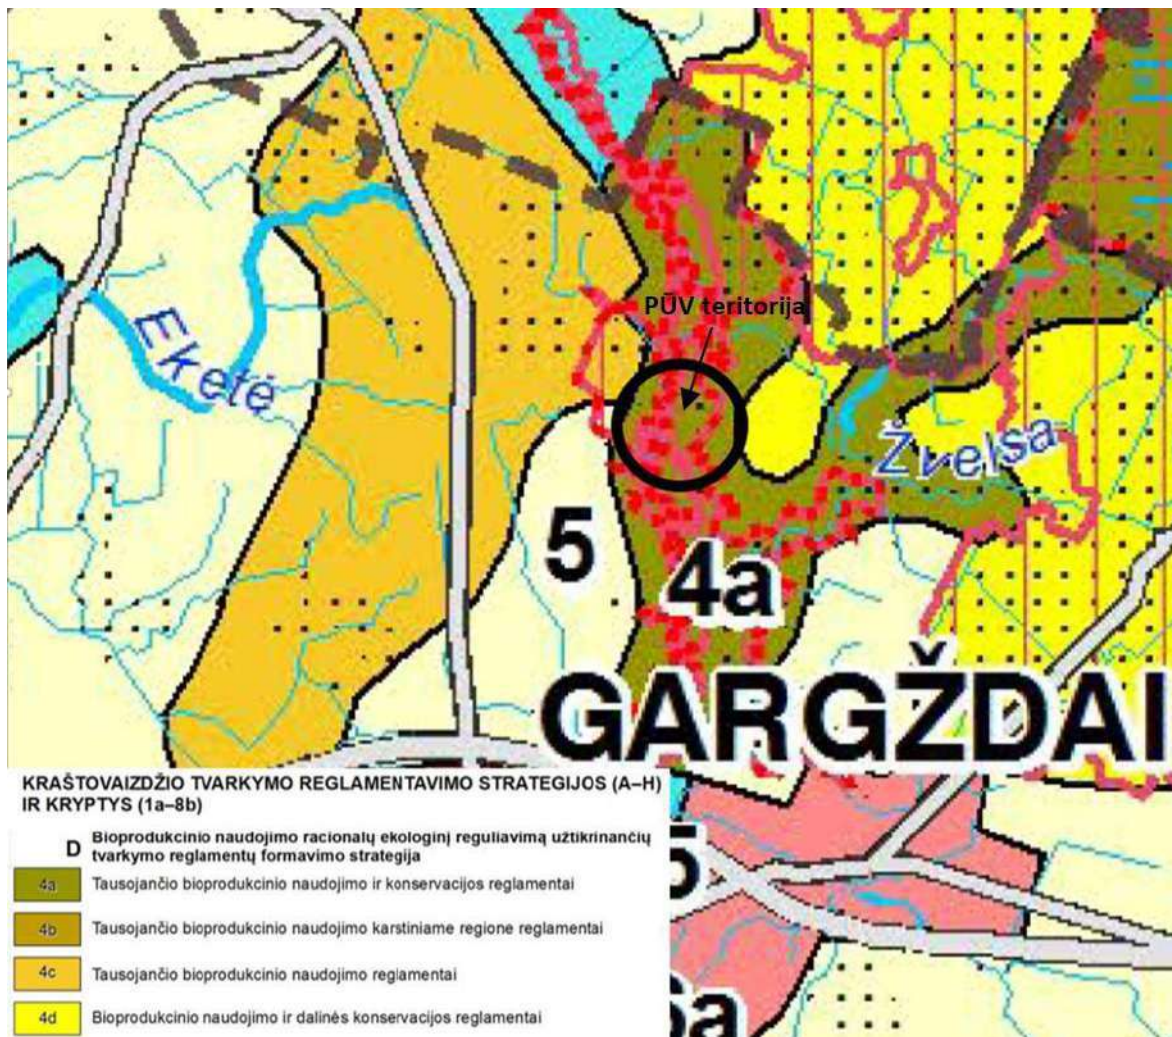 PŪV teritorija
Eketė
Žvelsa
5
4a
GARGŽDAI
KRAŠTOVAIZDŽIO TVARKYMO REGLAMENTAVIMO STRATEGIJOS (A–H)
IR KRYPTYS (1a–8b)
D Bioprodukcinio naudojimo racionalų ekologinį reguliavimą užtikrinančių
tvarkymo reglamentų formavimo strategija
4a Tausojančio bioprodukcinio naudojimo ir konservacijos reglamentai
4b Tausojančio bioprodukcinio naudojimo karstiniame regione reglamentai
4c Tausojančio bioprodukcinio naudojimo reglamentai
4d Bioprodukcinio naudojimo ir dalinės konservacijos reglamentai
5